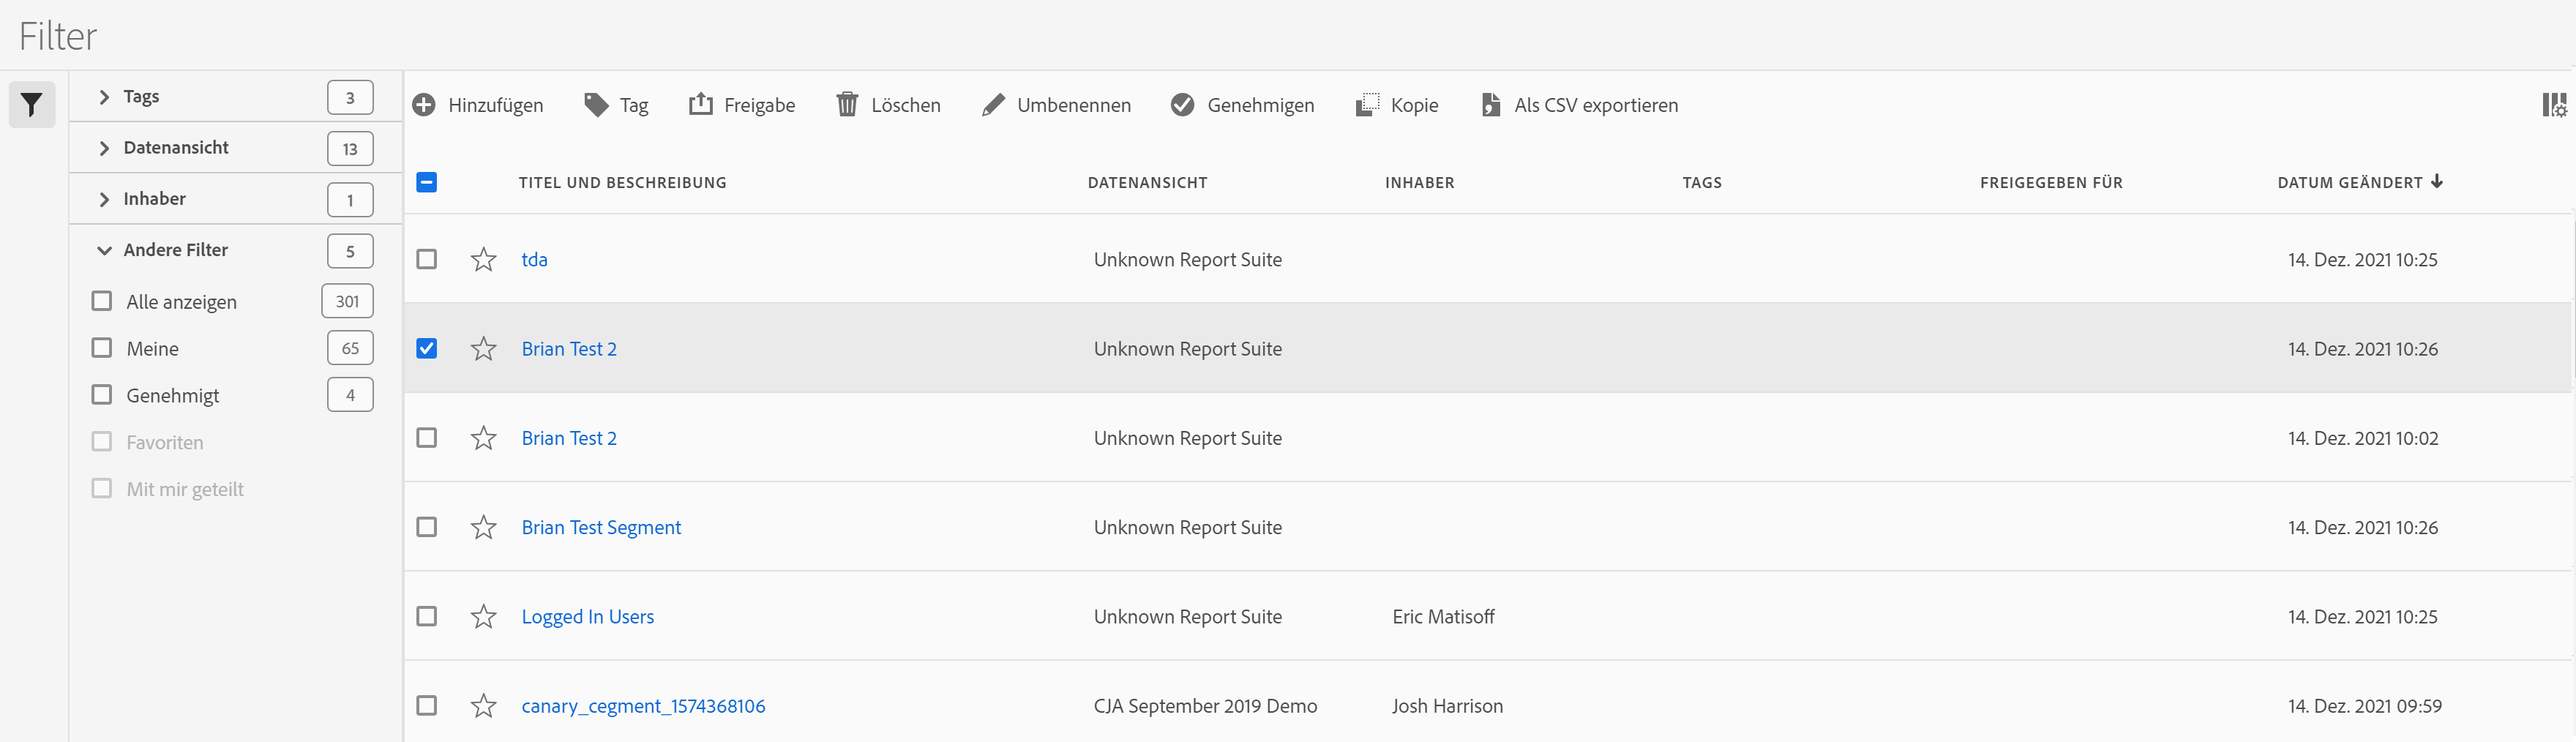 Filter
Tags 3
Datenansicht 13
Inhaber 1
Andere Filter 5
Alle anzeigen 301
Meine 65
Genehmigt 4
Favoriten
Mit mir geteilt
Hinzufügen Tag Freigabe Löschen Umbenennen Genehmigen Kopie Als CSV exportieren
TITEL UND BESCHREIBUNG DATENANSICHT INHABER TAGS FREIGEGEBEN FÜR DATUM GEÄNDERT
tda Unknown Report Suite 14. Dez. 2021 10:25
Brian Test 2 Unknown Report Suite 14. Dez. 2021 10:26
Brian Test 2 Unknown Report Suite 14. Dez. 2021 10:02
Brian Test Segment Unknown Report Suite 14. Dez. 2021 10:26
Logged In Users Unknown Report Suite Eric Matisoff 14. Dez. 2021 10:25
canary_cegment_1574368106 CJA September 2019 Demo Josh Harrison 14. Dez. 2021 09:59